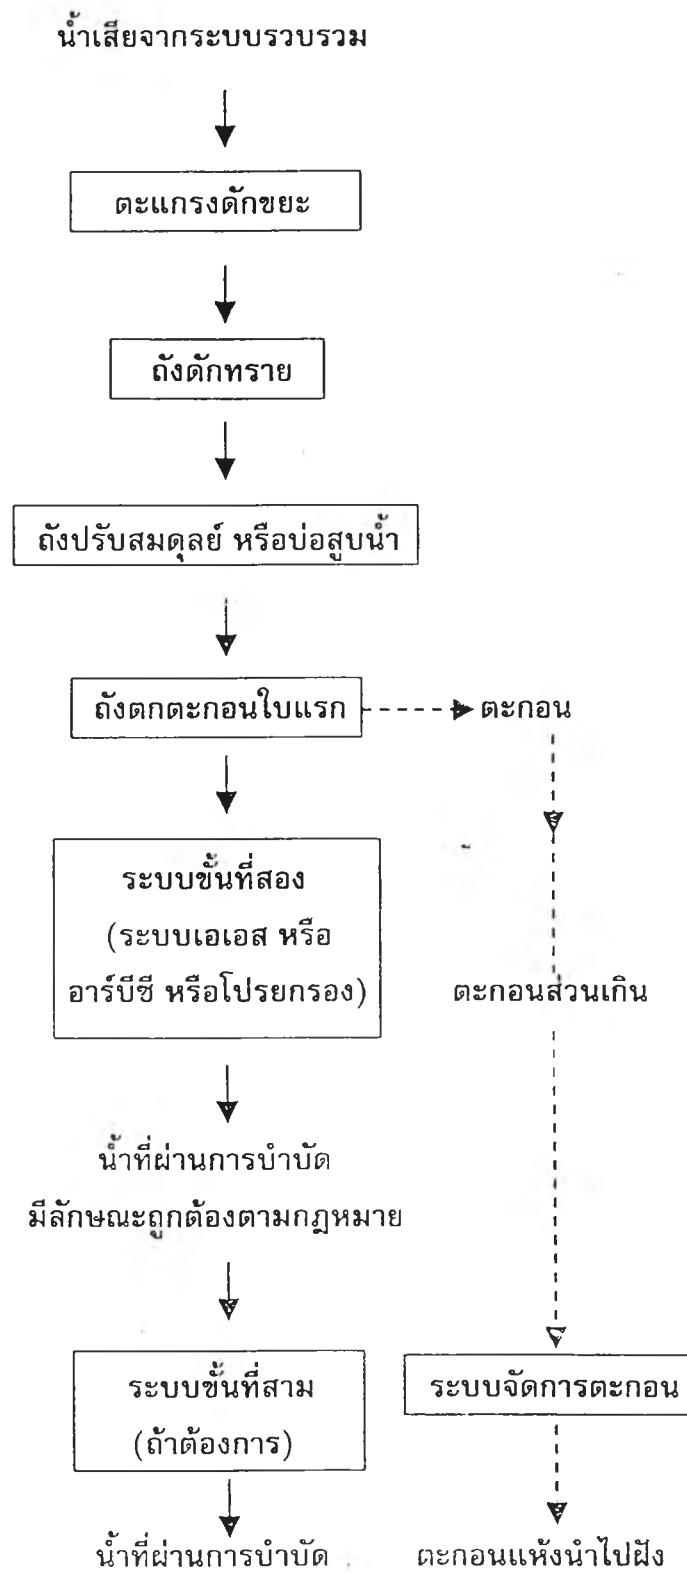 น้ำเสียจากระบบรวบรวม
ตะแกรงดักขยะ
ถังดักทราย
ถังปรับสมดุลย์ หรือบ่อสูบน้ำ
ถังตกตะกอนใบแรก
ตะกอน
ระบบขั้นที่สอง
(ระบบเอเอส หรือ
อาร์บีซี หรือโปรยกรอง)
ตะกอนส่วนเกิน
น้ำที่ผ่านการบำบัด
มีลักษณะถูกต้องตามกฎหมาย
ระบบขั้นที่สาม
(ถ้าต้องการ)
ระบบจัดการตะกอน
น้ำที่ผ่านการบำบัด
ตะกอนแห้งนำไปฝัง